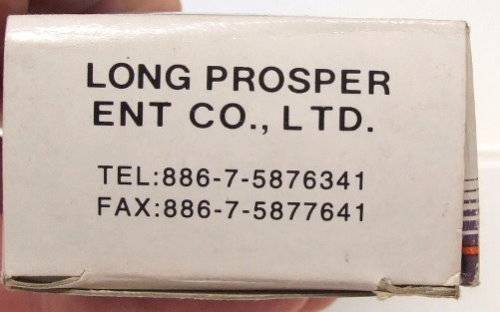 LONG PROSPER
ENT CO., LTD.
TEL:886-7-5876341
FAX:886-7-5877641